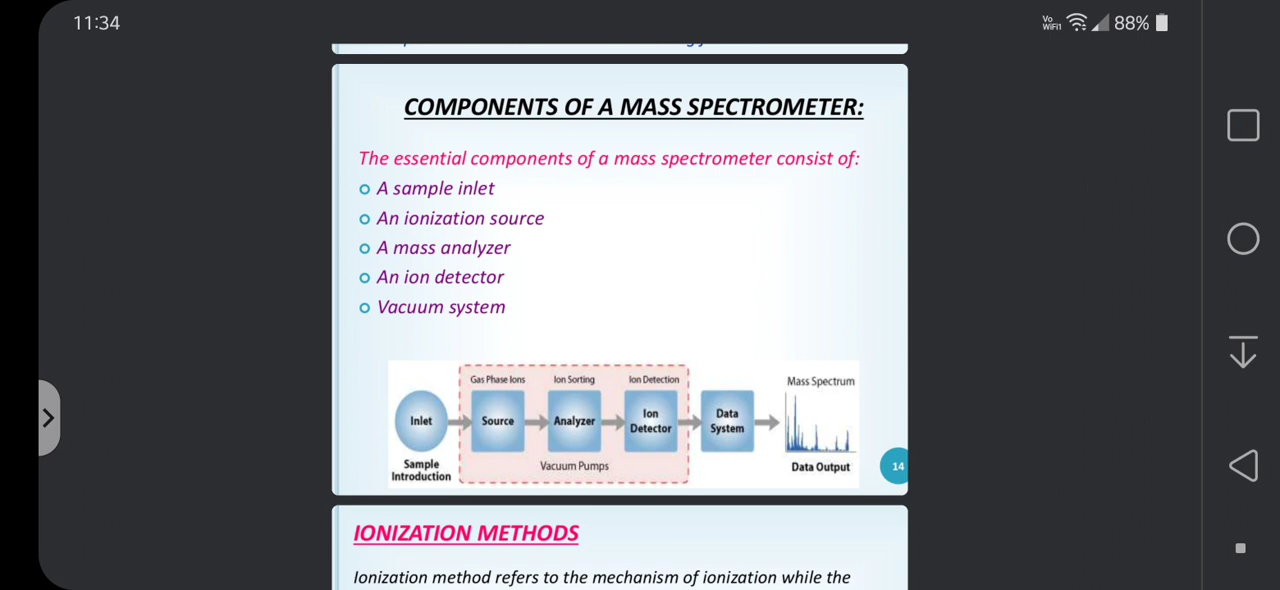 11:34
Vo
WiFi1
88%
COMPONENTS OF A MASS SPECTROMETER:
The essential components of a mass spectrometer consist of:
A sample inlet
An ionization source
A mass analyzer
An ion detector
Vacuum system
Gas Phase Ions
Ion Sorting
Ion Detection
Mass Spectrum
Inlet
Source
Analyzer
Ion
Detector
Data
System
Sample
Introduction
Vacuum Pumps
Data Output
14
IONIZATION METHODS
Ionization method refers to the mechanism of ionization while the